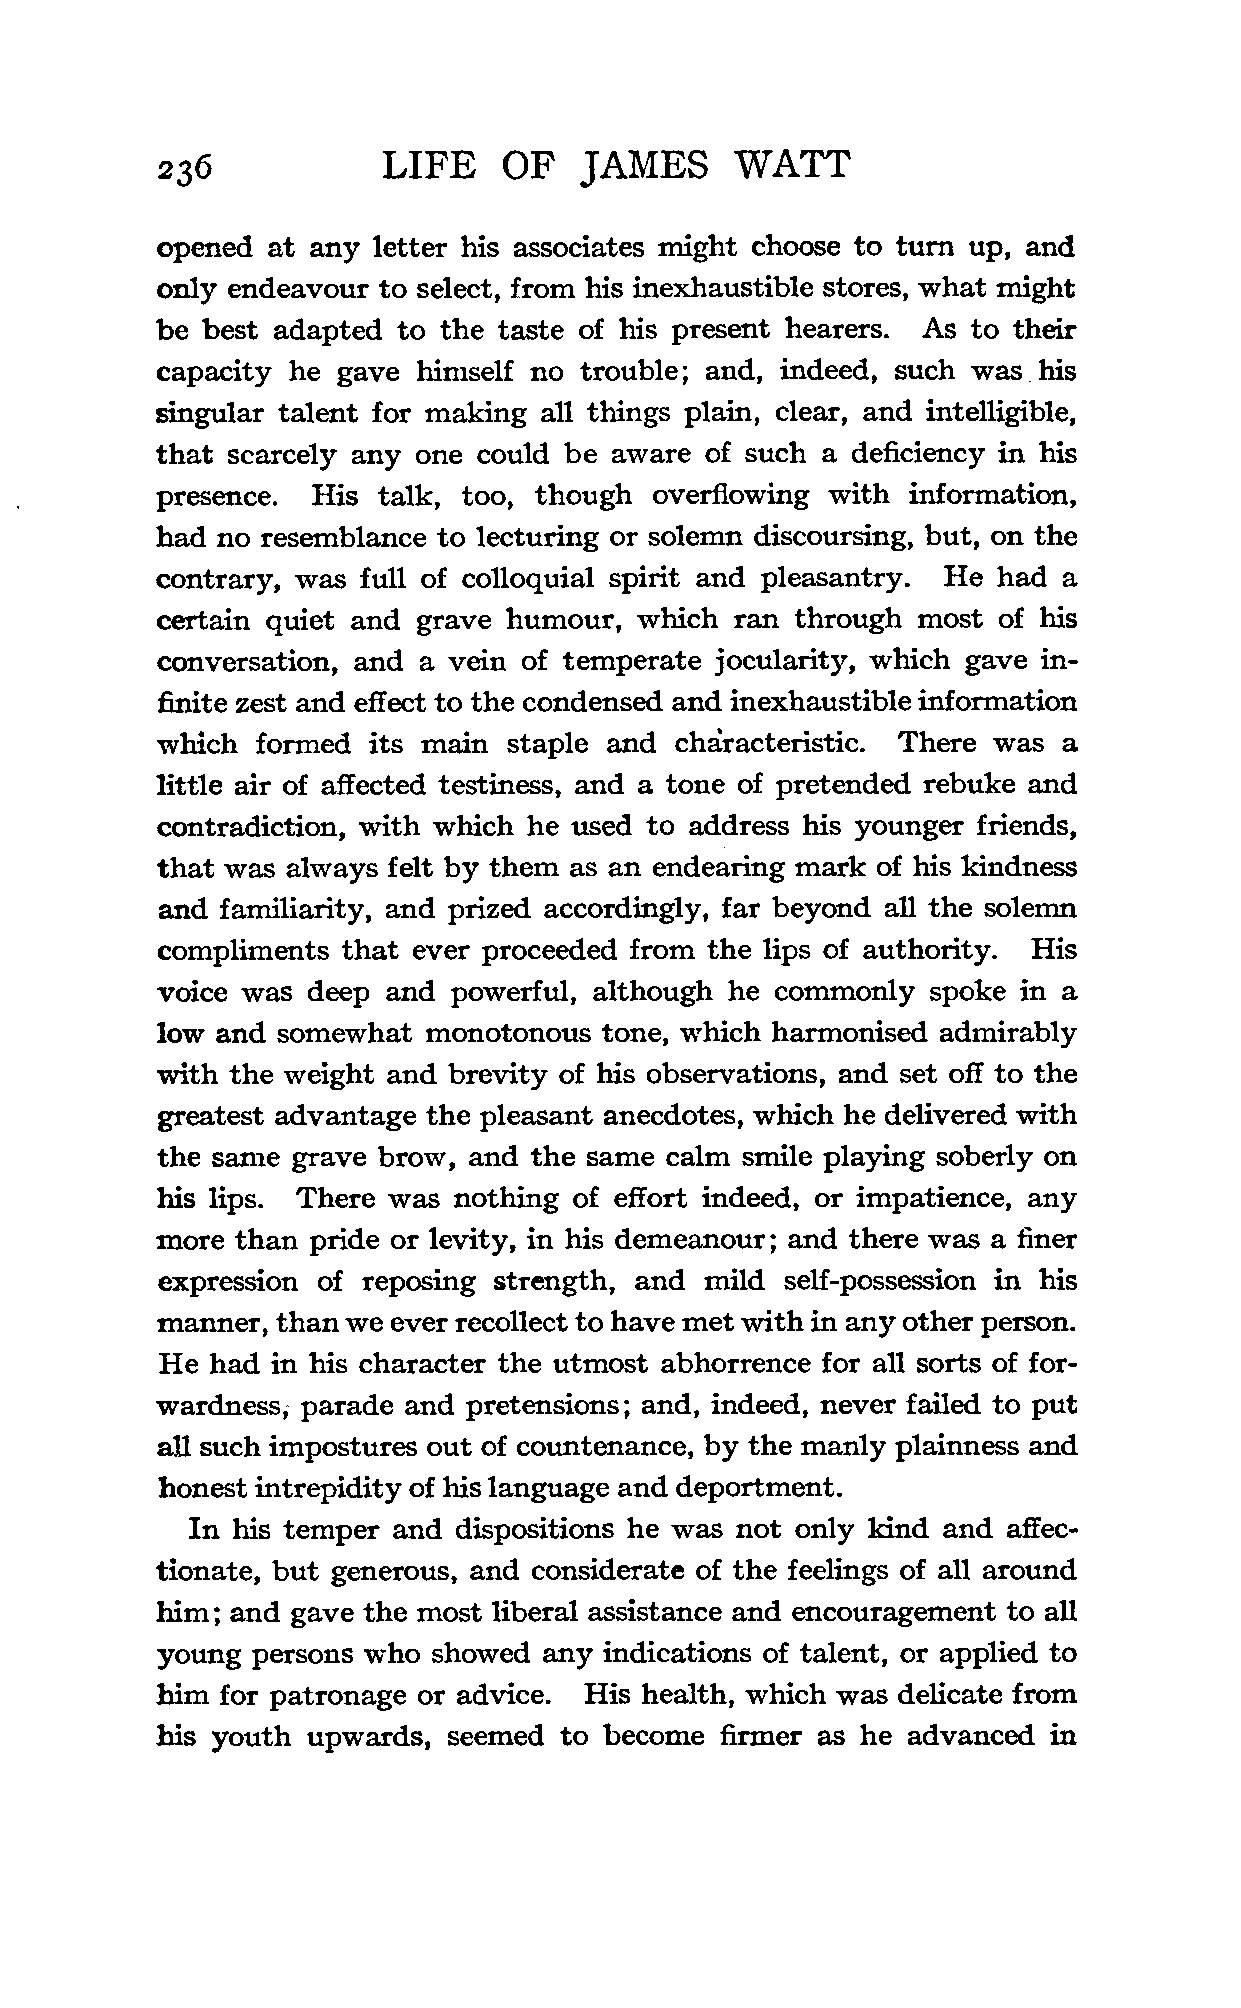 236 LIFE OF JAMES WATT
opened at any letter his associates might choose to turn up, and
only endeavour to select, from his inexhaustible stores, what might
be best adapted to the taste of his present hearers. As to their
capacity he gave himself no trouble; and, indeed, such was his
singular talent for making all things plain, clear, and intelligible,
that scarcely any one could be aware of such a deficiency in his
presence. His talk, too, though overflowing with information,
had no resemblance to lecturing or solemn discoursing, but, on the
contrary, was full of colloquial spirit and pleasantry. He had a
certain quiet and grave humour, which ran through most of his
conversation, and a vein of temperate jocularity, which gave in-
finite zest and effect to the condensed and inexhaustible information
which formed its main staple and characteristic. There was a
little air of affected testiness, and a tone of pretended rebuke and
contradiction, with which he used to address his younger friends,
that was always felt by them as an endearing mark of his kindness
and familiarity, and prized accordingly, far beyond all the solemn
compliments that ever proceeded from the lips of authority. His
voice was deep and powerful, although he commonly spoke in a
low and somewhat monotonous tone, which harmonised admirably
with the weight and brevity of his observations, and set off to the
greatest advantage the pleasant anecdotes, which he delivered with
the same grave brow, and the same calm smile playing soberly on
his lips. There was nothing of effort indeed, or impatience, any
more than pride or levity, in his demeanour; and there was a finer
expression of reposing strength, and mild self-possession in his
manner, than we ever recollect to have met with in any other person.
He had in his character the utmost abhorrence for all sorts of for-
wardness, parade and pretensions; and, indeed, never failed to put
all such impostures out of countenance, by the manly plainness and
honest intrepidity of his language and deportment.
In his temper and dispositions he was not only kind and affec-
tionate, but generous, and considerate of the feelings of all around
him; and gave the most liberal assistance and encouragement to all
young persons who showed any indications of talent, or applied to
him for patronage or advice. His health, which was delicate from
his youth upwards, seemed to become firmer as he advanced in